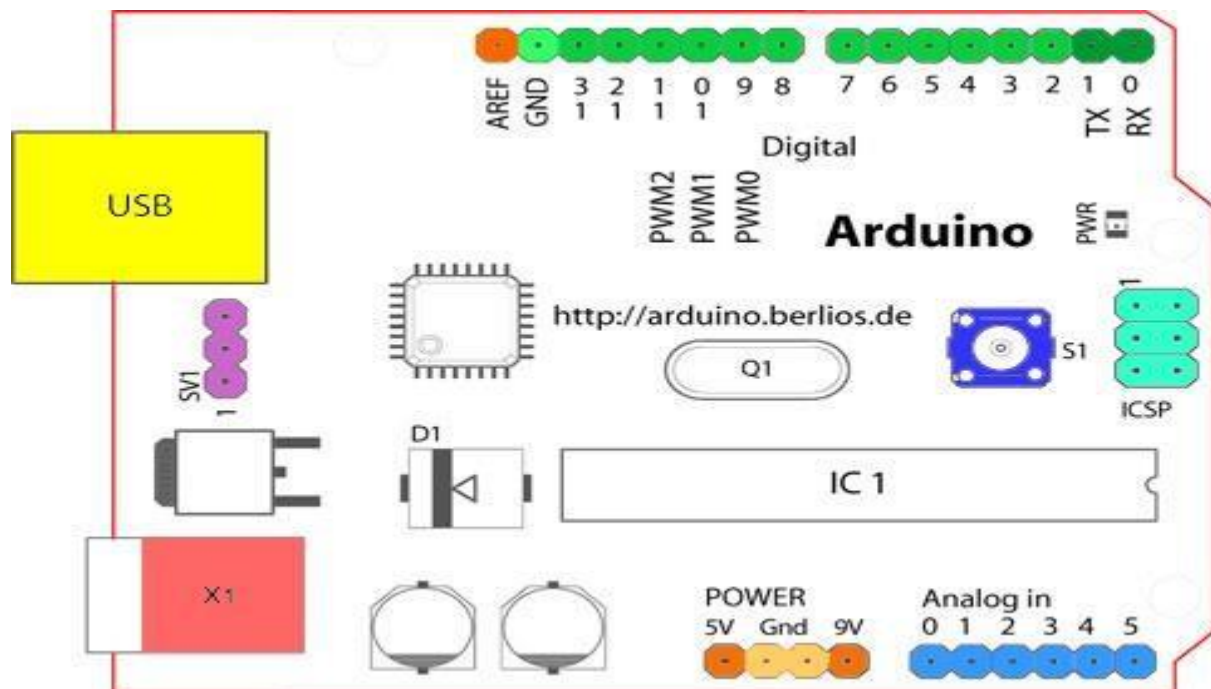 AREF GND 3 2 1 0 9 8 7 6 5 4 3 2 1 0
1 1 1 1 TX RX
Digital
PWM2 PWM1 PWM0
Arduino
PWR
USB
1
http://arduino.berlios.de
SV1
1
Q1
S1
ICSP
D1
IC 1
X1
POWER
5V Gnd 9V
Analog in
0 1 2 3 4 5